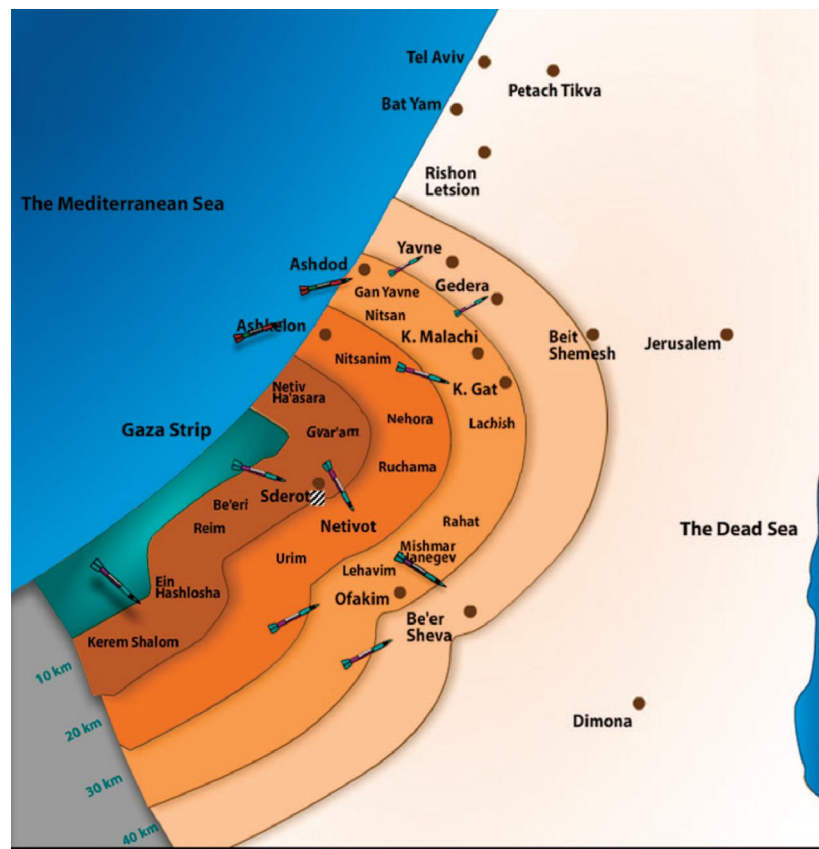 Tel Aviv
Petach Tikva
Bat Yam
Rishon
Letsion
The Mediterranean Sea
Yavne
Ashdod
Gedera
Gan Yavne
Nitsan
Ashkelon
K. Malachi
Beit
Shemesh
Jerusalem
Nitsanim
Netiv
Ha'asara
K. Gat
Gaza Strip
Nehora
Gvar'am
Lachish
Ruchama
Sderot
Be'eri
Reim
Netivot
Rahat
The Dead Sea
Mishmar
Hanegev
Urim
Lehavim
Ein
Hashlosha
Ofakim
Be'er
Sheva
Kerem Shalom
10 km
Dimona
20 km
30 km
40 km